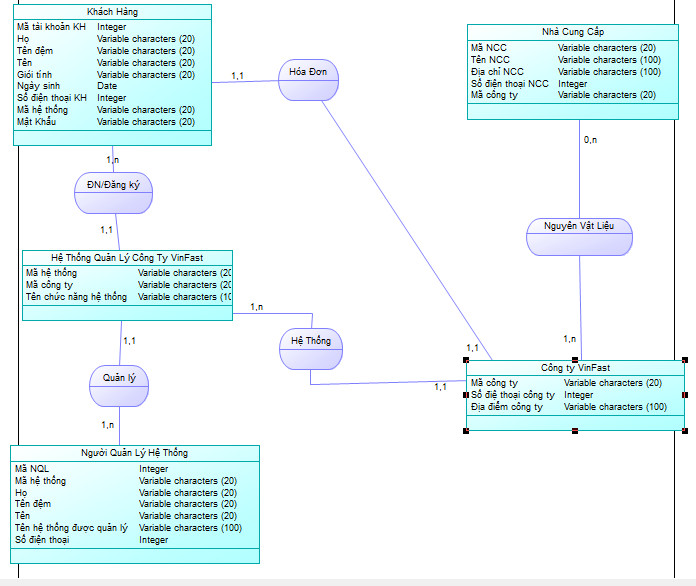 Khách Hàng
Mã tài khoản KH Integer
Họ Variable characters (20)
Tên đệm Variable characters (20)
Tên Variable characters (20)
Giói tính Variable characters (20)
Ngày sinh Date
Số điện thoại KH Integer
Mã hệ thống Variable characters (20)
Mật Khẩu Variable characters (20)
1,1
Hóa Đơn
Nhà Cung Cấp
Mã NCC Variable characters (20)
Tên NCC Variable characters (100)
Địa chỉ NCC Variable characters (100)
Số điện thoại NCC Integer
Mã công ty Variable characters (20)
0,n
1,n
ĐN/Đăng ký
1,1
Nguyên Vật Liệu
Hệ Thống Quản Lý Công Ty VinFast
Mã hệ thống Variable characters (20
Mã công ty Variable characters (20
Tên chức năng hệ thống Variable characters (10
1,n
1,1
Hệ Thống
1,1
1,n
1,1
Công ty VinFast
Mã công ty Variable characters (20)
Số điệ thoại công ty Integer
Địa điểm công ty Variable characters (100)
Quản lý
1,n
Người Quản Lý Hệ Thống
Mã NQL Integer
Mã hệ thống Variable characters (20)
Họ Variable characters (20)
Tên đệm Variable characters (20)
Tên Variable characters (20)
Tên hệ thống được quản lý Variable characters (100)
Số điện thoại Integer